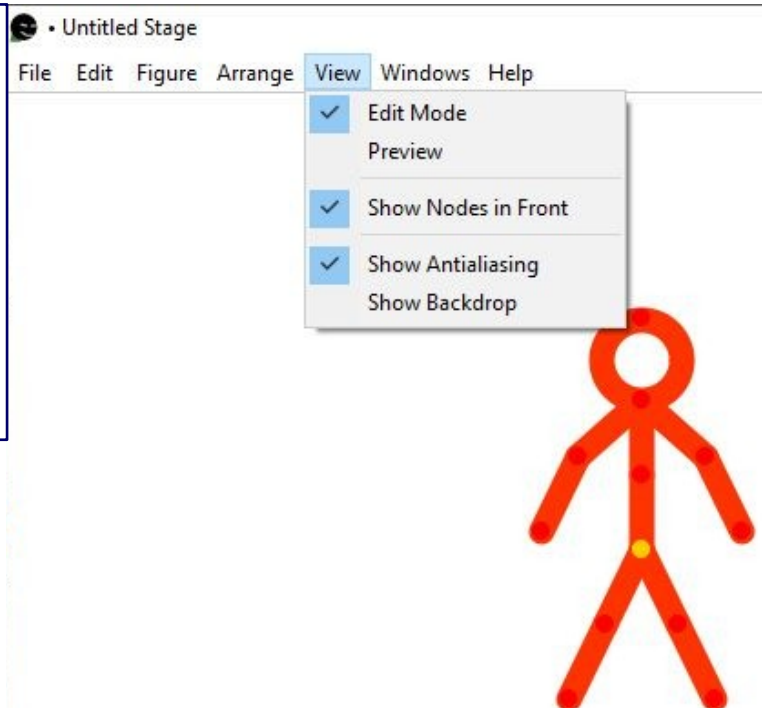 • Untitled Stage
File Edit Figure Arrange View Windows Help
Edit Mode
Preview
Show Nodes in Front
Show Antialiasing
Show Backdrop